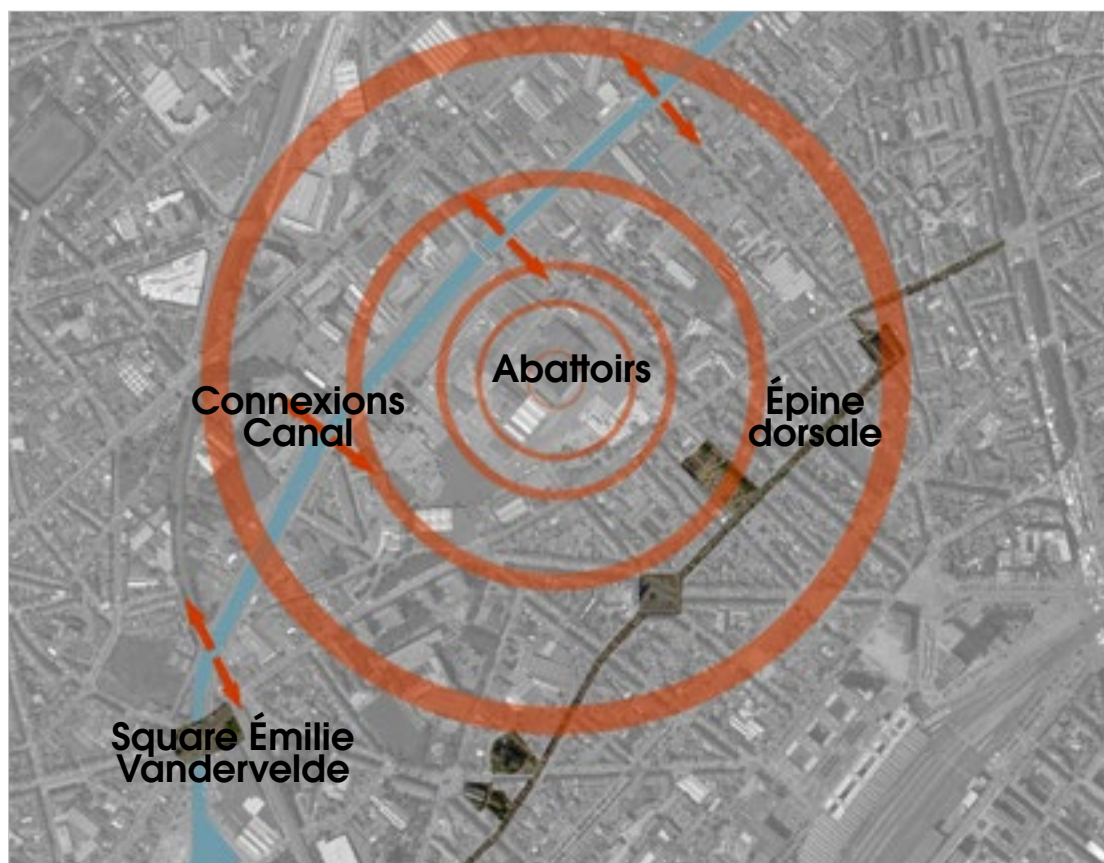 Abattoirs
Connexions
Canal
Épine
dorsale
Square Émilie
Vandervelde